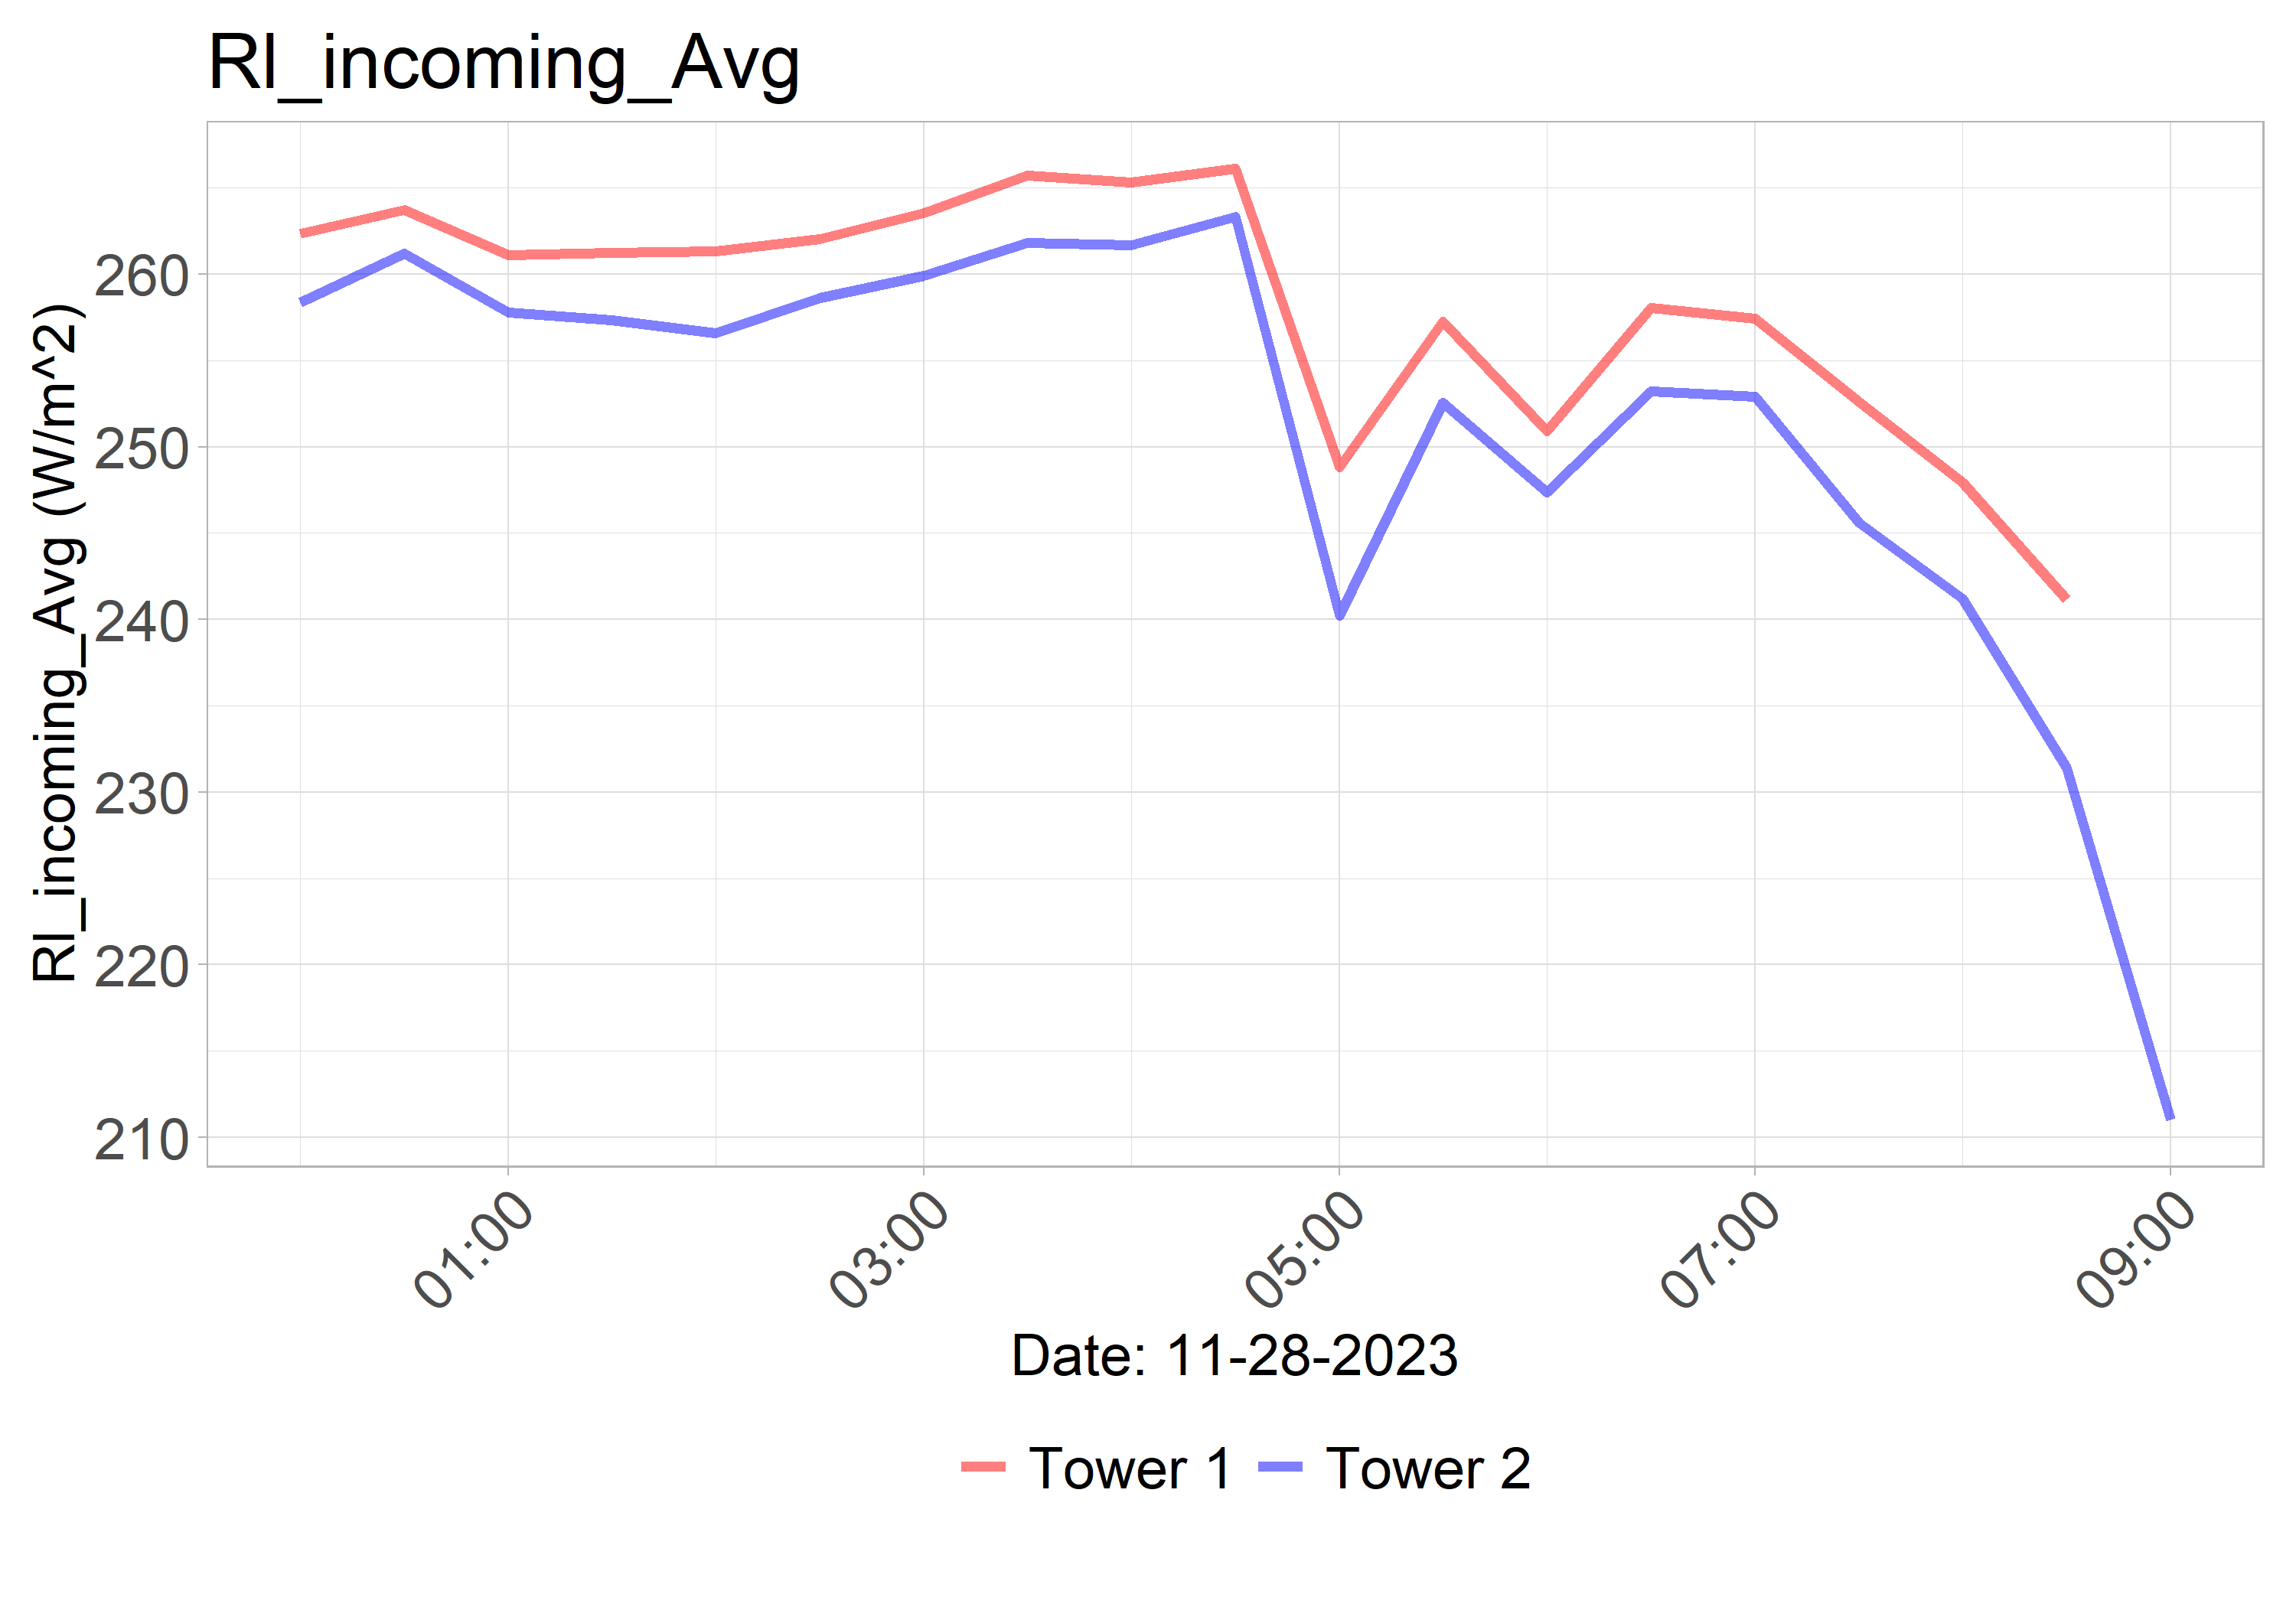 Rl_incoming_Avg
Rl_incoming_Avg (W/m^2)
260
250
240
230
220
210
01:00
03:00
05:00
07:00
09:00
Date: 11-28-2023
Tower 1
Tower 2